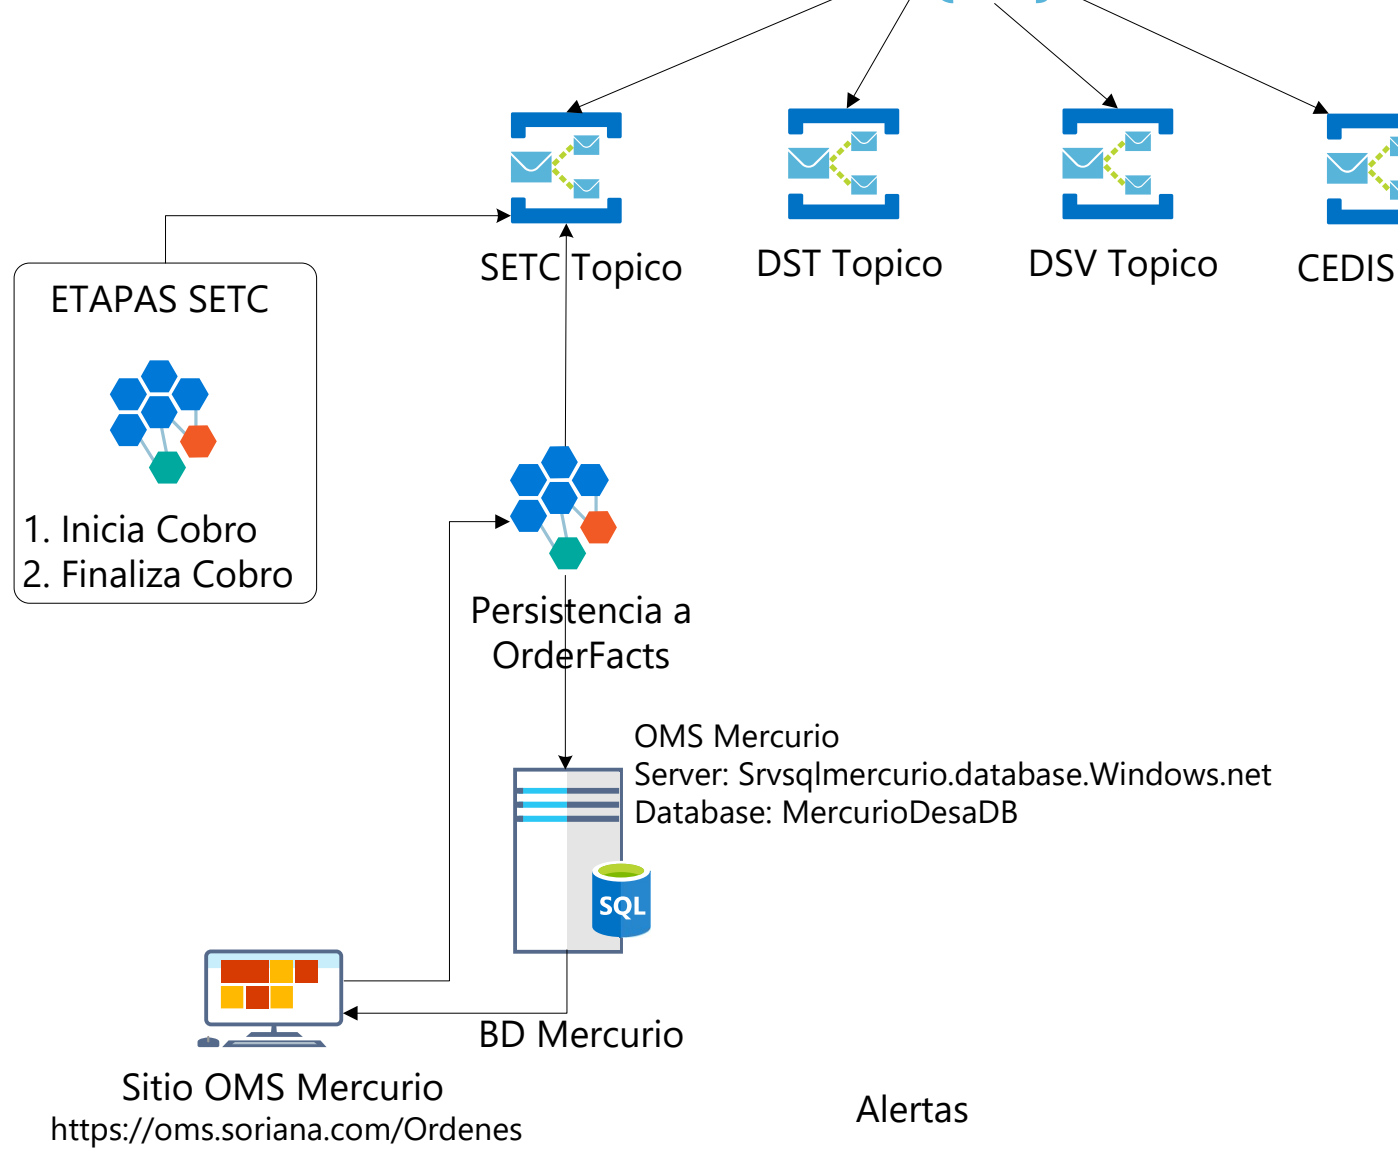 SETC Topico
DST Topico
DSV Topico
CEDIS
ETAPAS SETC
1. Inicia Cobro
2. Finaliza Cobro
Persistencia a
OrderFacts
OMS Mercurio
Server: Srvsqlmercurio.database.Windows.net
Database: MercurioDesaDB
SQL
BD Mercurio
Sitio OMS Mercurio
https://oms.soriana.com/Ordenes
Alertas